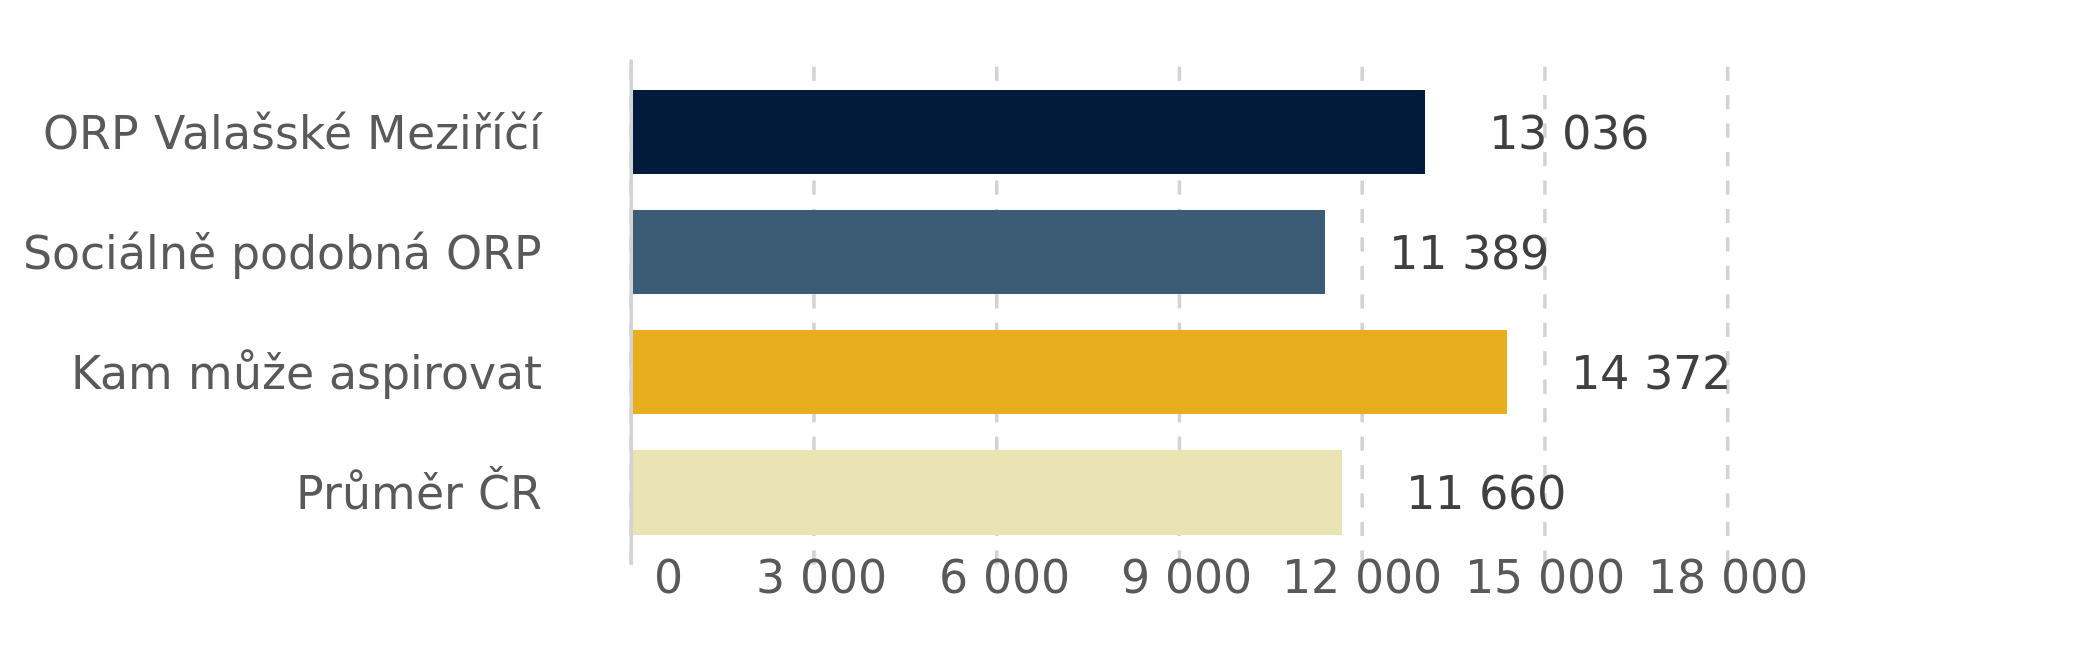 ORP Valašské Meziříčí 13 036
Sociálně podobná ORP 11 389
Kam může aspirovat 14 372
Průměr ČR 11 660
0 3 000 6 000 9 000 12 000 15 000 18 000